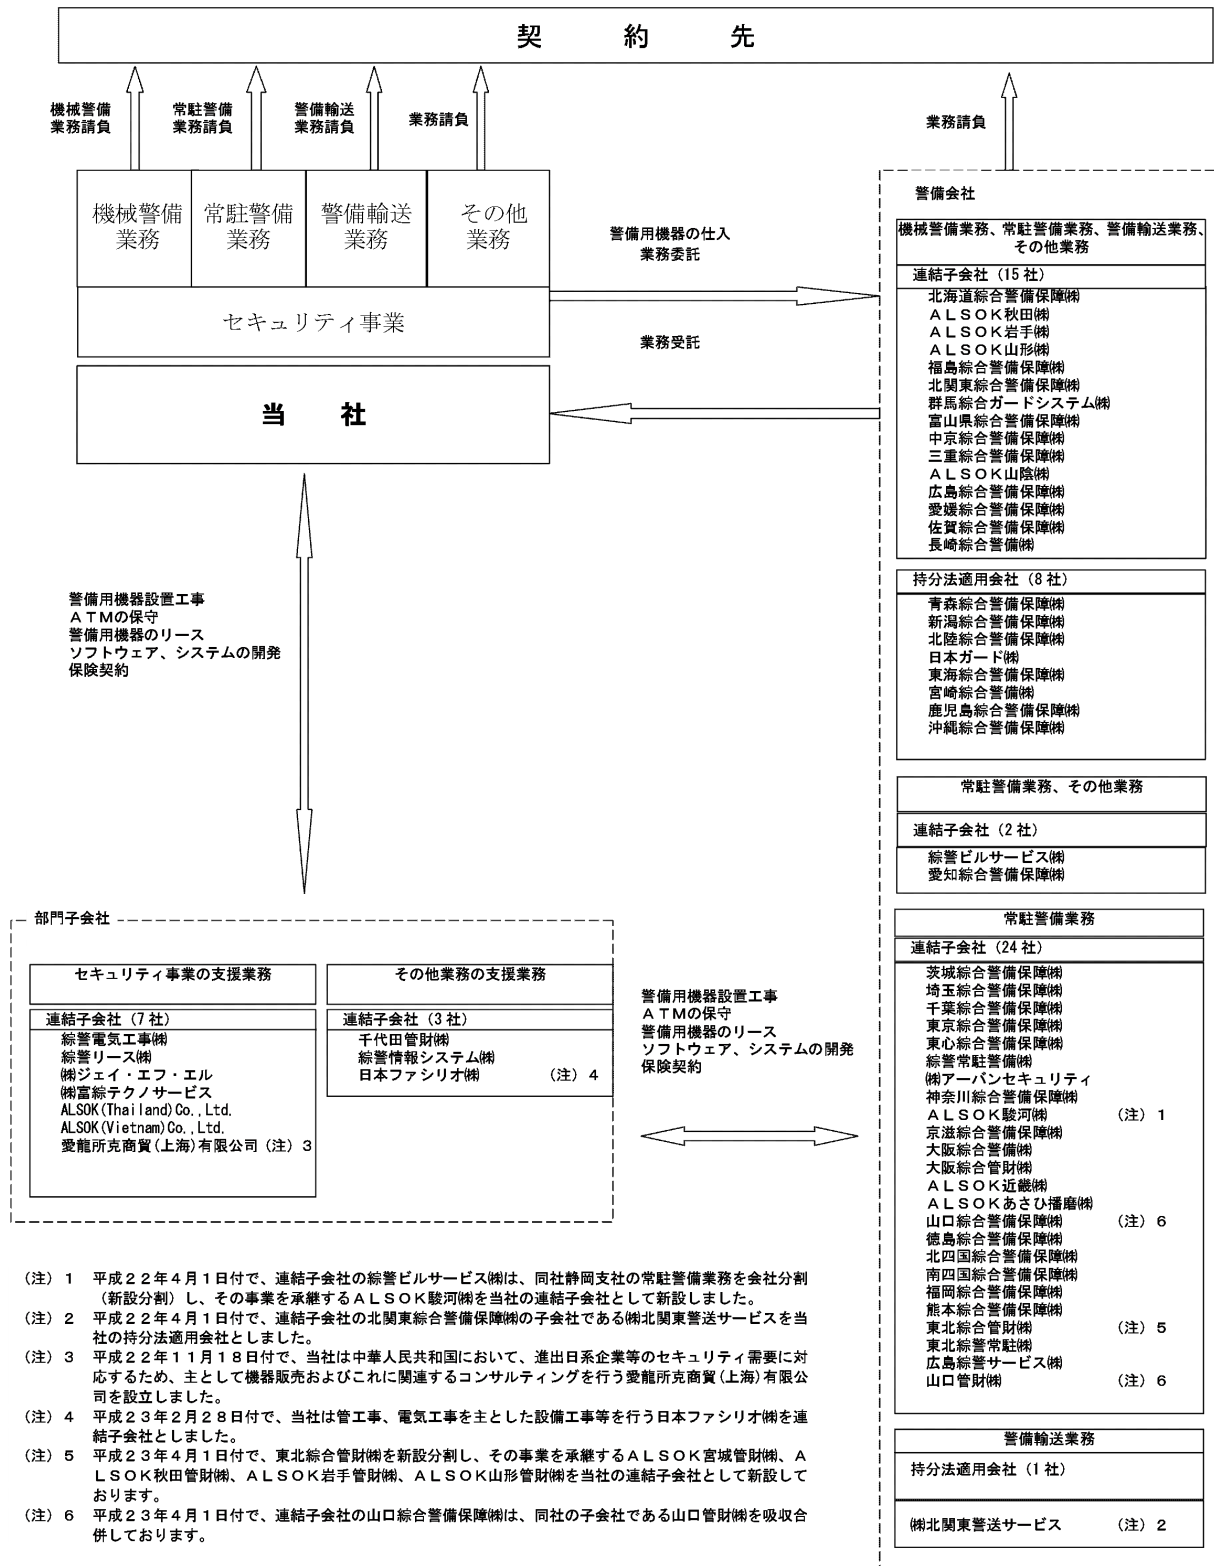 契約先
機械警備
業務請負
常駐警備
業務請負
警備輸送
業務請負
業務請負
業務請負
機械警備
業務
常駐警備
業務
警備輸送
業務
その他
業務
セキュリティ事業
当社
警備用機器の仕入
業務委託
業務受託
警備用機器設置工事
ATMの保守
警備用機器のリース
ソフトウェア、システムの開発
保険契約
部門子会社
セキュリティ事業の支援業務
連結子会社(7社)
綜警電気工事㈱
綜警リース㈱
㈱ジェイ・エフ・エル
㈱富綜テクノサービス
ALSOK(Thailand)Co.,Ltd.
ALSOK(Vietnam)Co.,Ltd.
愛龍所克商貿(上海)有限公司(注)3
その他業務の支援業務
連結子会社(3社)
千代田管財㈱
綜警情報システム㈱
日本ファシリオ㈱ (注)4
警備用機器設置工事
ATMの保守
警備用機器のリース
ソフトウェア、システムの開発
保険契約
警備会社
機械警備業務、常駐警備業務、警備輸送業務、
その他業務
連結子会社(15社)
北海道綜合警備保障㈱
ALSOK秋田㈱
ALSOK岩手㈱
ALSOK山形㈱
福島綜合警備保障㈱
北関東綜合警備保障㈱
群馬綜合ガードシステム㈱
富山県綜合警備保障㈱
中京綜合警備保障㈱
三重綜合警備保障㈱
ALSOK山陰㈱
広島綜合警備保障㈱
愛媛綜合警備保障㈱
佐賀綜合警備保障㈱
長崎綜合警備㈱
持分法適用会社(8社)
青森綜合警備保障㈱
新潟綜合警備保障㈱
北陸綜合警備保障㈱
日本ガード㈱
東海綜合警備保障㈱
宮崎綜合警備㈱
鹿児島綜合警備保障㈱
沖縄綜合警備保障㈱
常駐警備業務、その他業務
連結子会社(2社)
綜警ビルサービス㈱
愛知綜合警備保障㈱
常駐警備業務
連結子会社(24社)
茨城綜合警備保障㈱
埼玉綜合警備保障㈱
千葉綜合警備保障㈱
東京綜合警備保障㈱
東心綜合警備保障㈱
綜警常駐警備㈱
㈱アーバンセキュリティ
神奈川綜合警備保障㈱
ALSOK駿河㈱ (注)1
京滋綜合警備保障㈱
大阪綜合警備㈱
大阪綜合管財㈱
ALSOK近畿㈱
ALSOKあさひ播磨㈱
山口綜合警備保障㈱ (注)6
徳島綜合警備保障㈱
北四国綜合警備保障㈱
南四国綜合警備保障㈱
福岡綜合警備保障㈱
熊本綜合警備保障㈱
東北綜合管財㈱ (注)5
東北綜警常駐㈱
広島綜警サービス㈱
山口管財㈱ (注)6
警備輸送業務
持分法適用会社(1社)
㈱北関東警送サービス (注)2
(注)1 平成22年4月1日付で、連結子会社の綜警ビルサービス㈱は、同社静岡支社の常駐警備業務を会社分割
(新設分割)し、その事業を承継するALSOK駿河㈱を当社の連結子会社として新設しました。
(注)2 平成22年4月1日付で、連結子会社の北関東綜合警備保障㈱の子会社である㈱北関東警送サービスを当
社の持分法適用会社としました。
(注)3 平成22年11月18日付で、当社は中華人民共和国において、進出日系企業等のセキュリティ需要に対
応するため、主として機器販売およびこれに関連するコンサルティングを行う愛龍所克商貿(上海)有限公
司を設立しました。
(注)4 平成23年2月28日付で、当社は管工事、電気工事を主とした設備工事等を行う日本ファシリオ㈱を連
結子会社としました。
(注)5 平成23年4月1日付で、東北綜合管財㈱を新設分割し、その事業を承継するALSOK宮城管財㈱、A
LSOK秋田管財㈱、ALSOK岩手管財㈱、ALSOK山形管財㈱を当社の連結子会社として新設して
おります。
(注)6 平成23年4月1日付で、連結子会社の山口綜合警備保障㈱は、同社の子会社である山口管財㈱を吸収合
併しております。